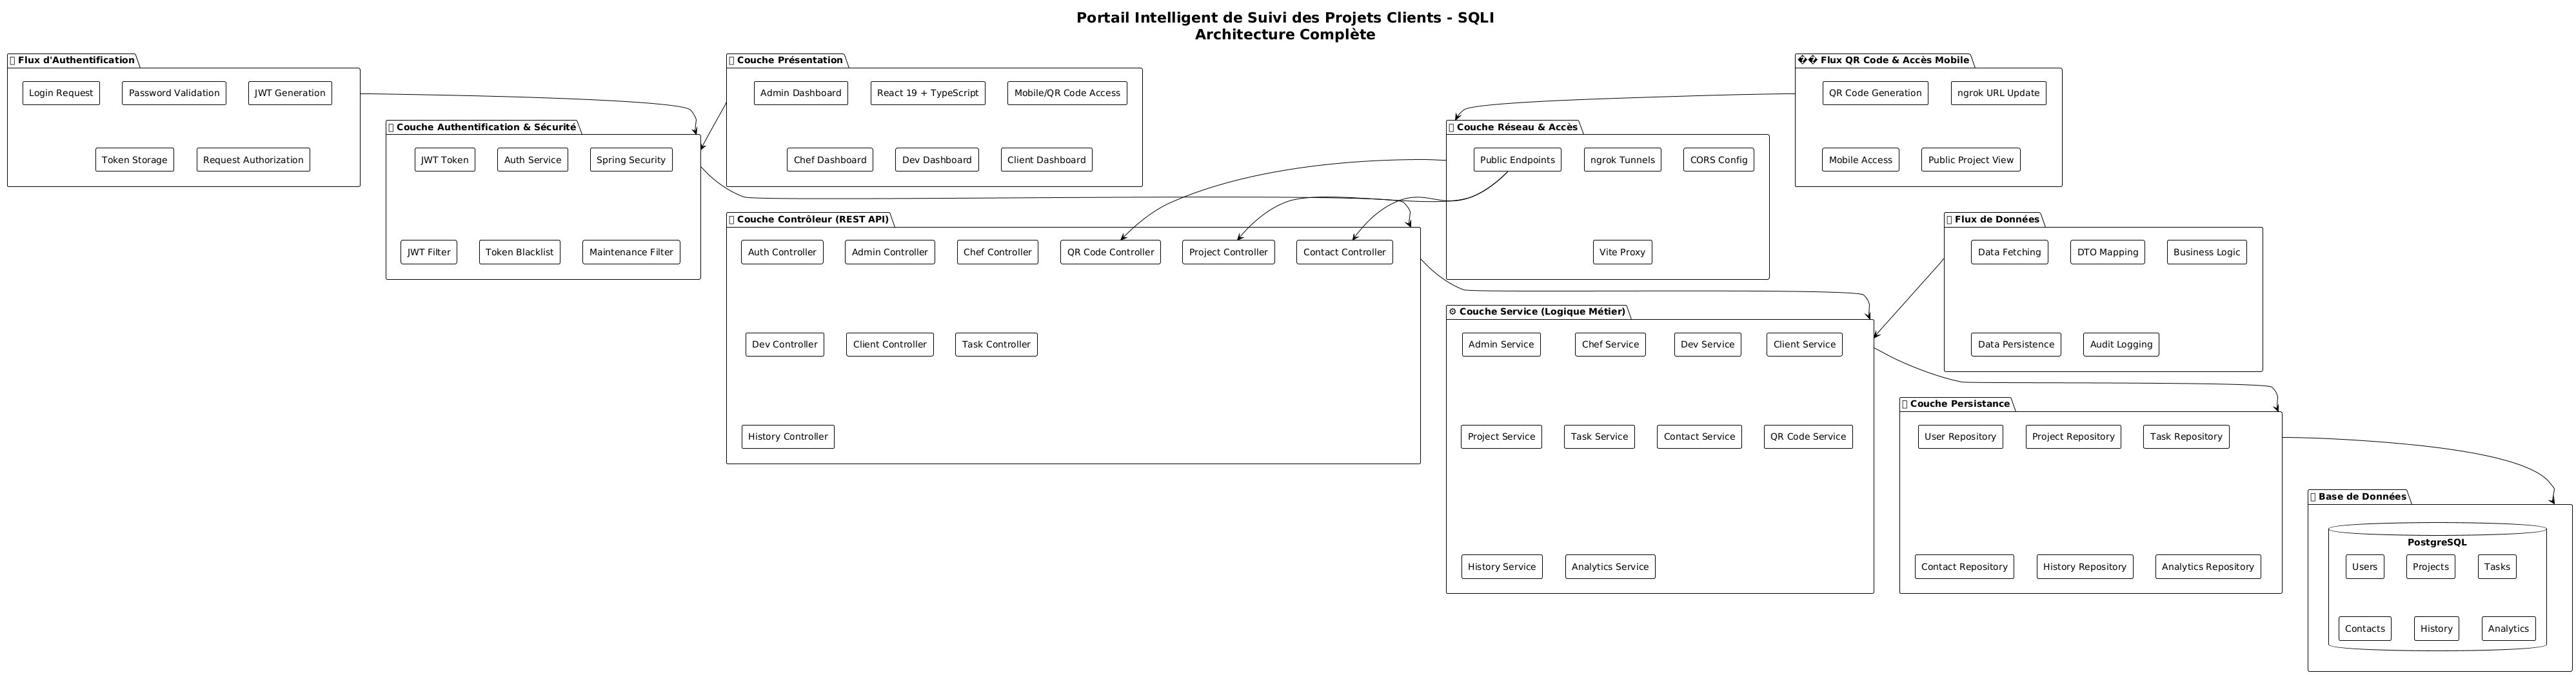 Portail Intelligent de Suivi des Projets Clients - SQLI
Architecture Complète
Flux d'Authentification
Login Request
Password Validation
JWT Generation
Token Storage
Request Authorization
Couche Authentification & Sécurité
JWT Token
Auth Service
Spring Security
JWT Filter
Token Blacklist
Maintenance Filter
Couche Présentation
Admin Dashboard
React 19 + TypeScript
Mobile/QR Code Access
Chef Dashboard
Dev Dashboard
Client Dashboard
Couche Contrôleur (REST API)
Auth Controller
Admin Controller
Chef Controller
QR Code Controller
Project Controller
Contact Controller
Dev Controller
Client Controller
Task Controller
History Controller
Flux QR Code & Accès Mobile
QR Code Generation
ngrok URL Update
Mobile Access
Public Project View
Couche Réseau & Accès
Public Endpoints
ngrok Tunnels
CORS Config
Vite Proxy
Couche Service (Logique Métier)
Admin Service
Chef Service
Dev Service
Client Service
Project Service
Task Service
Contact Service
QR Code Service
History Service
Analytics Service
Flux de Données
Data Fetching
DTO Mapping
Business Logic
Data Persistence
Audit Logging
Couche Persistance
User Repository
Project Repository
Task Repository
Contact Repository
History Repository
Analytics Repository
Base de Données
PostgreSQL
Users
Projects
Tasks
Contacts
History
Analytics